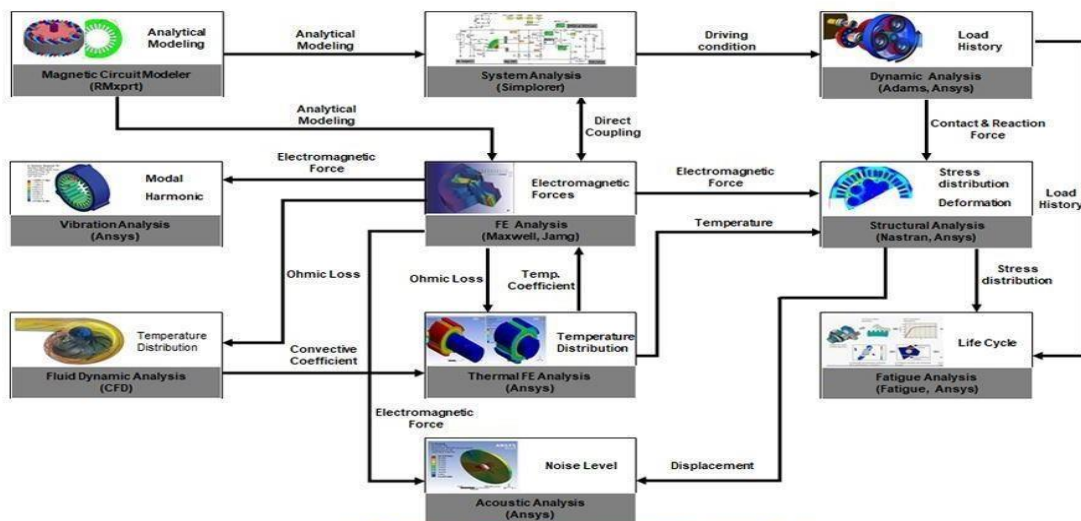 Analytical
Modeling
Magnetic Circuit Modeler
(RMxprt)
Analytical
Modeling
System Analysis
(Simplorer)
Driving
condition
Load
History
Dynamic Analysis
(Adams, Ansys)
Analytical
Modeling
Direct
Coupling
Contact & Reaction
Force
Modal
Harmonic
Vibration Analysis
(Ansys)
Electromagnetic
Force
Electromagnetic
Forces
FE Analysis
(Maxwell, Jamg)
Electromagnetic
Force
Temperature
Stress
distribution
Deformation
Structural Analysis
(Nastran, Ansys)
Load
History
Ohmic Loss
Ohmic Loss
Temp.
Coefficient
Stress
distribution
Temperature
Distribution
Fluid Dynamic Analysis
(CFD)
Convective
Coefficient
Temperature
Distribution
Thermal FE Analysis
(Ansys)
Life Cycle
Fatigue Analysis
(Fatigue, Ansys)
Electromagnetic
Force
Noise Level
Acoustic Analysis
(Ansys)
Displacement